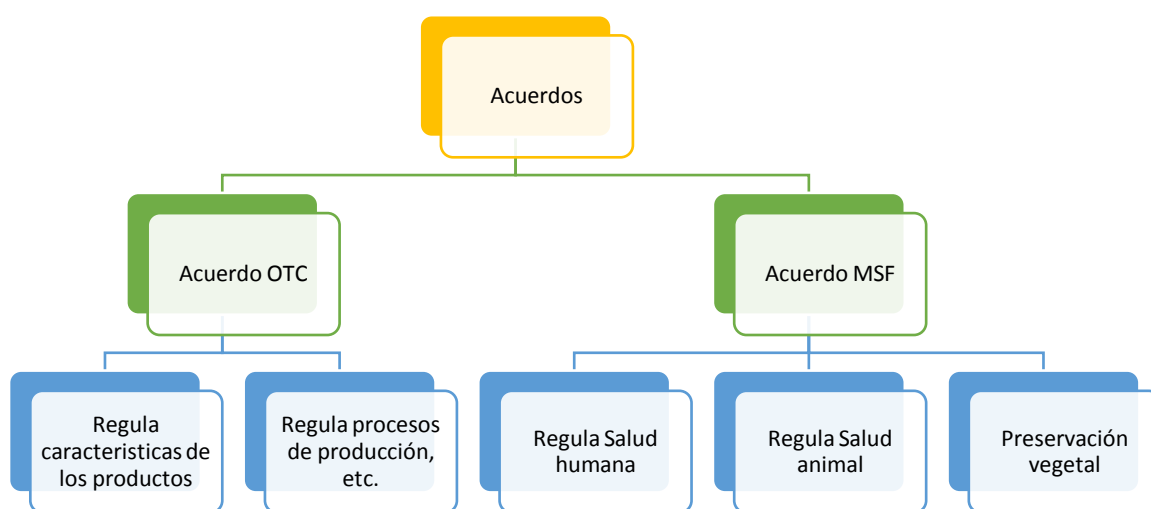 Acuerdos
Acuerdo OTC
Acuerdo MSF
Regula
caracteristicas de
los productos
Regula procesos
de producción,
etc.
Regula Salud
humana
Regula Salud
animal
Preservación
vegetal